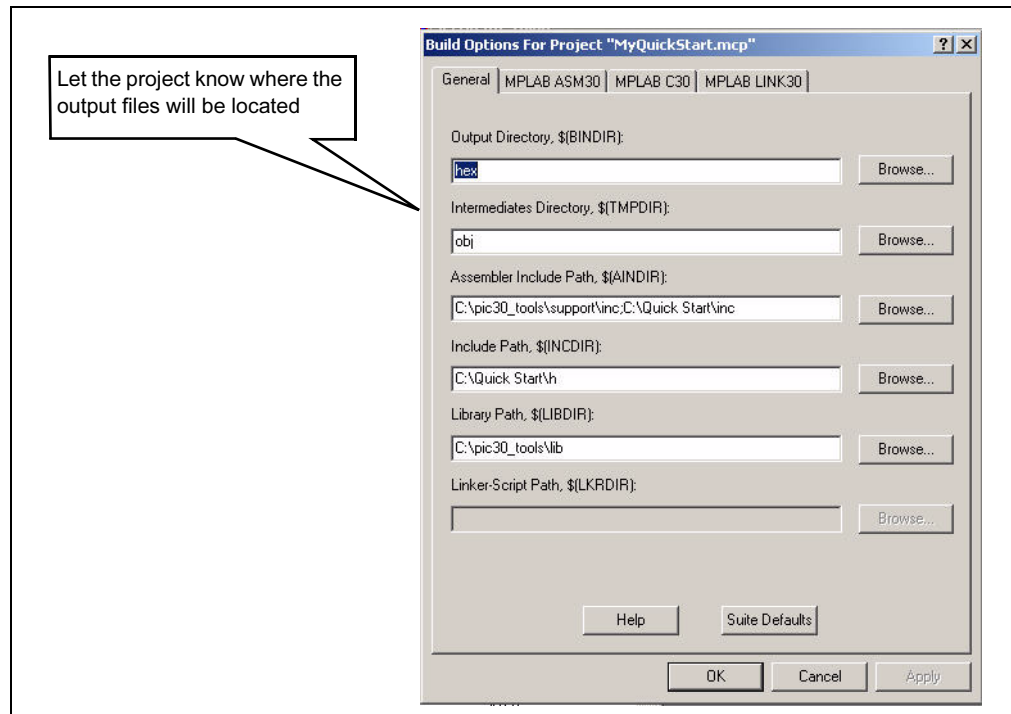 Let the project know where the
output files will be located
Build Options For Project "MyQuickStart.mcp"
General
MPLAB ASM30
MPLAB C30
MPLAB LINK30
Output Directory, $(BINDIR):
hex
Browse...
Intermediates Directory, $(TMPDIR):
obj
Browse...
Assembler Include Path, $(AINDIR):
C:\pic30_tools\support\inc;C:\Quick Start\inc
Browse...
Include Path, $(INCDIR):
C:\Quick Start\h
Browse...
Library Path, $(LIBDIR):
C:\pic30_tools\lib
Browse...
Linker-Script Path, $(LKRDIR):
Browse...
Help
Suite Defaults
OK
Cancel
Apply